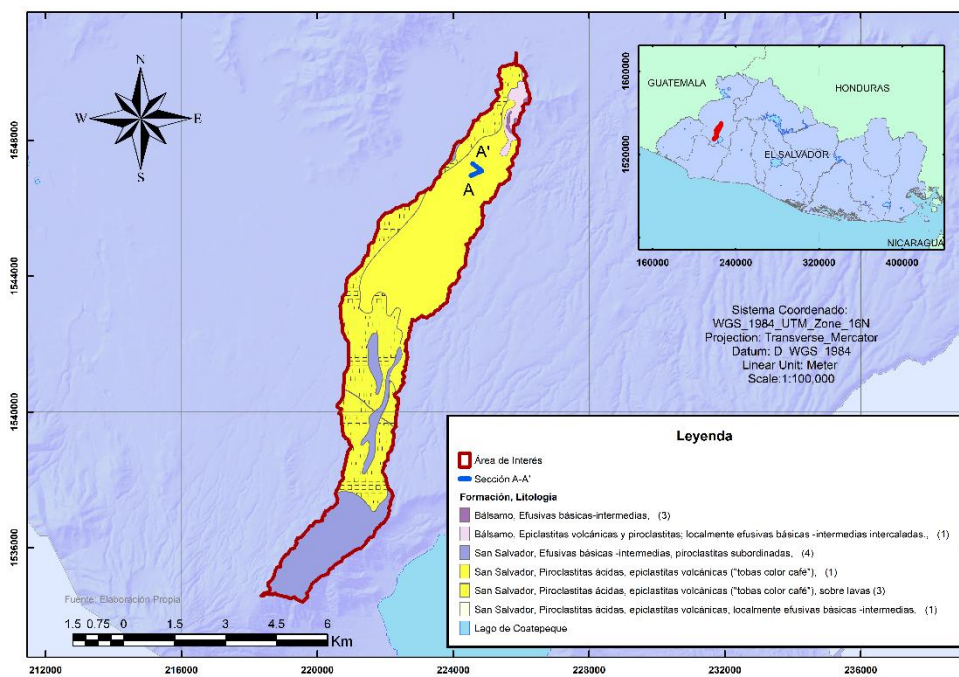 N
W
E
S
A'
A
1548000
1544000
1540000
1536000
212000
216000
220000
224000
228000
232000
236000
1600000
1520000
160000
240000
320000
400000
GUATEMALA
HONDURAS
EL SALVADOR
NICARAGUA
Sistema Coordenado:
WGS_1984_UTM_Zone_16N
Projection: Transverse_Mercator
Datum: D_WGS_1984
Linear Unit: Meter
Scale:1:100,000
Leyenda
Área de Interés
Sección A-A'
Formación, Litología
Bálsamo, Efusivas básicas-intermedias, (3)
Bálsamo, Epiclastitas volcánicas y piroclastitas; localmente efusivas básicas -intermedias intercaladas., (1)
San Salvador, Efusivas básicas -intermedias, piroclastitas subordinadas, (4)
San Salvador, Piroclastitas ácidas, epiclastitas volcánicas ("tobas color café"), (1)
San Salvador, Piroclastitas ácidas, epiclastitas volcánicas ("tobas color café"), sobre lavas (3)
San Salvador, Piroclastitas ácidas, epiclastitas volcánicas, localmente efusivas básicas -intermedias. (1)
Lago de Coatepeque
Fuente: Elaboración Propia
1.5 0.75 0 1.5 3 4.5 6
Km